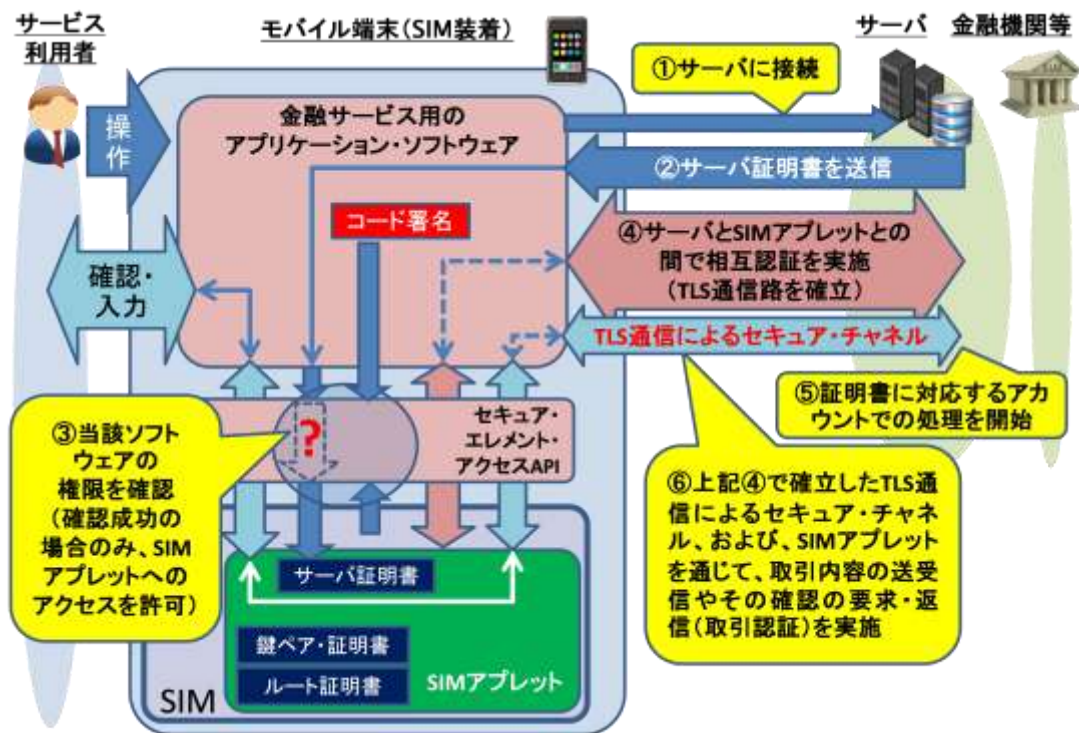 サービス
利用者
モバイル端末(SIM装着)
サーバ
金融機関等
①サーバに接続
操作
金融サービス用の
アプリケーション・ソフトウェア
②サーバ証明書を送信
コード署名
④サーバとSIMアプレットとの
間で相互認証を実施
(TLS通信路を確立)
確認・
入力
TLS通信によるセキュア・チャネル
⑤証明書に対応するアカ
ウントでの処理を開始
③当該ソフト
ウェアの
権限を確認
(確認成功の
場合のみ、SIM
アプレットへの
アクセスを許可)
?
セキュア・
エレメント・
アクセスAPI
⑥上記④で確立したTLS通
信によるセキュア・チャネ
ル、および、SIMアプレット
を通じて、取引内容の送受
信やその確認の要求・返
信(取引認証)を実施
サーバ証明書
鍵ペア・証明書
ルート証明書
SIMアプレット
SIM